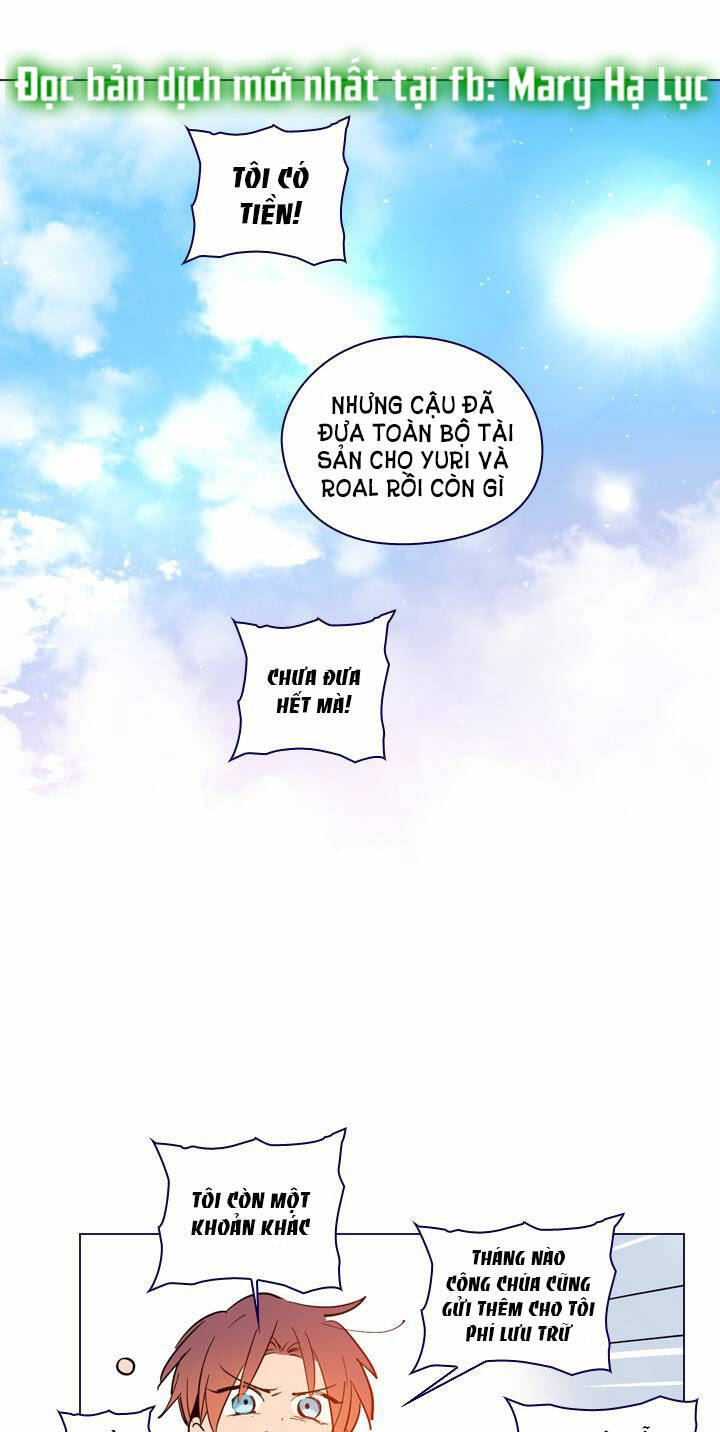 Đọc bản dịch mới nhất tại fb: Mary Hạ Lục
TÔI CÓ
TIỀN!
NHƯNG CẬU ĐÃ
ĐƯA TOÀN BỘ TÀI
SẢN CHO YURI VÀ
ROAL RỒI CÒN GÌ
CHƯA ĐƯA
HẾT MÀ!
TÔI CÒN MỘT
KHOẢN KHÁC
THÁNG NÀO
CÔNG CHÚA CŨNG
GỬI THÊM CHO TÔI
PHÍ LƯU TRỮ